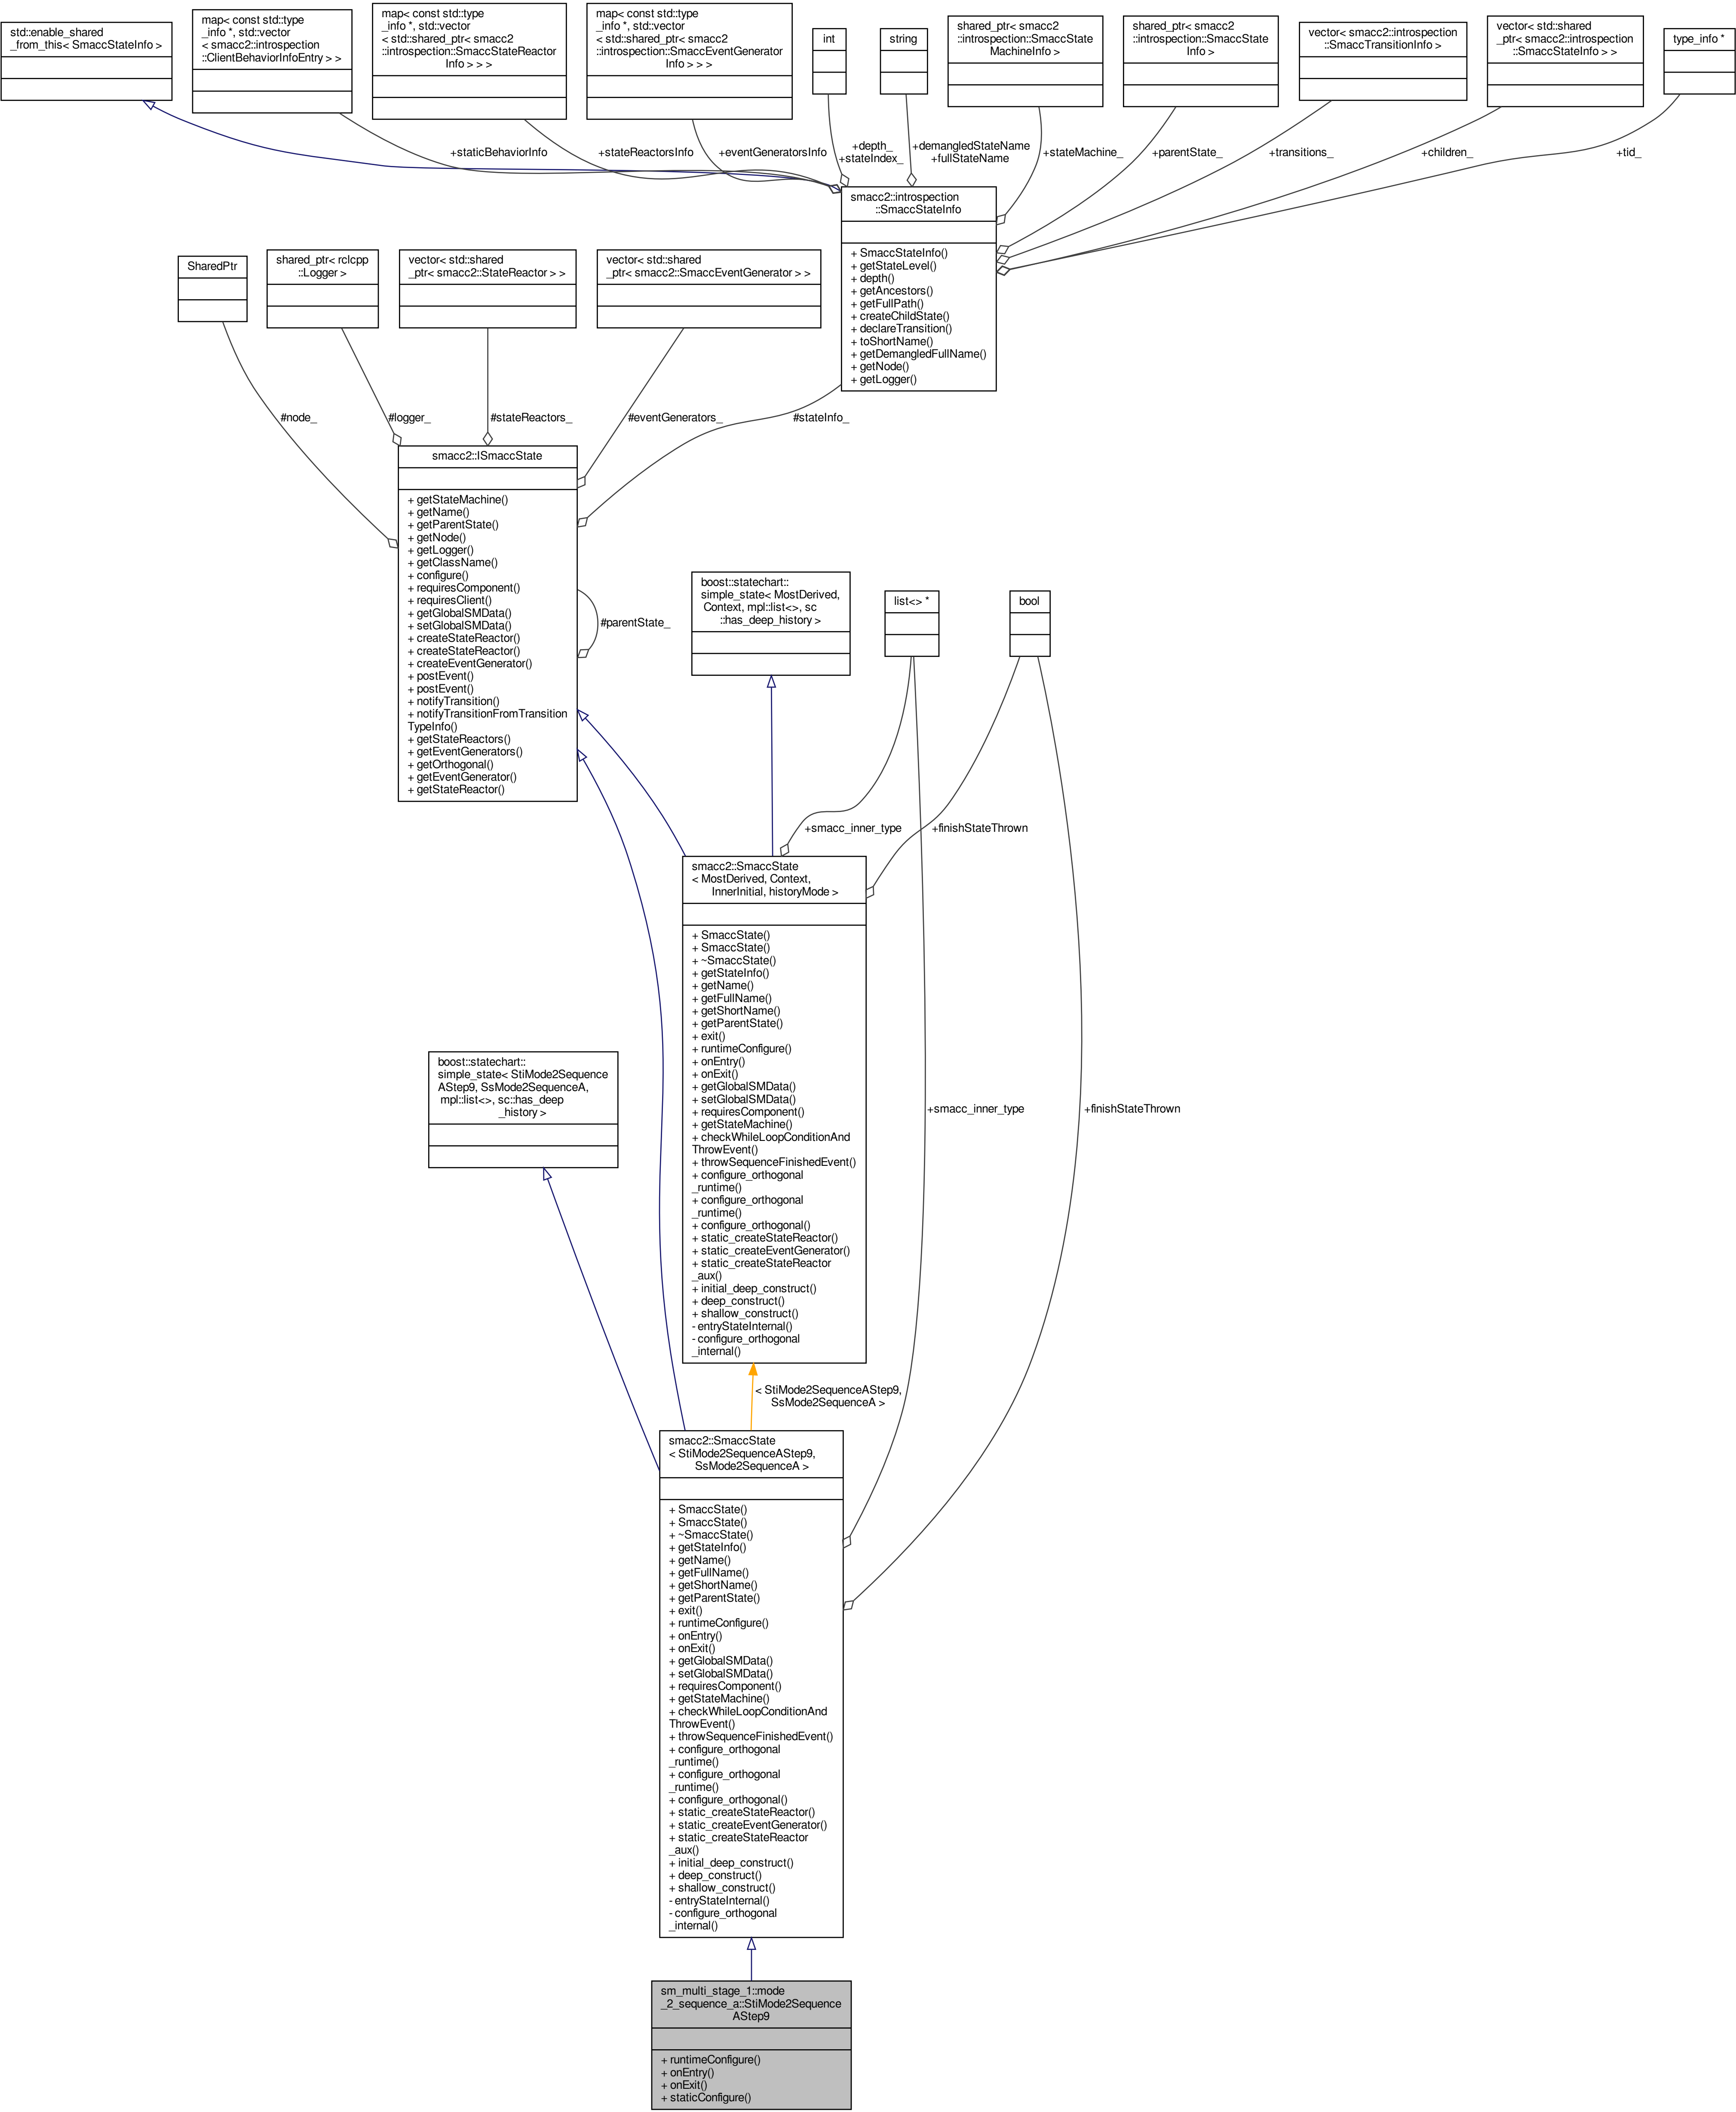 std::enable_shared
_from_this< SmaccStateInfo >
map< const std::type
_info *, std::vector
< smacc2::introspection
::ClientBehaviorInfoEntry > >
map< const std::type
_info *, std::vector
< std::shared_ptr< smacc2
::introspection::SmaccStateReactor
Info > > >
map< const std::type
_info *, std::vector
< std::shared_ptr< smacc2
::introspection::SmaccEventGenerator
Info > > >
int
string
shared_ptr< smacc2
::introspection::SmaccState
MachineInfo >
shared_ptr< smacc2
::introspection::SmaccState
Info >
vector< smacc2::introspection
::SmaccTransitionInfo >
vector< std::shared
_ptr< smacc2::introspection
::SmaccStateInfo > >
type_info *
+staticBehaviorInfo
+stateReactorsInfo
+eventGeneratorsInfo
+depth_
+stateIndex_
+demangledStateName
+fullStateName
+stateMachine_
+parentState_
+transitions_
+children_
+tid_
smacc2::introspection
::SmaccStateInfo
+ SmaccStateInfo()
+ getStateLevel()
+ depth()
+ getAncestors()
+ getFullPath()
+ createChildState()
+ declareTransition()
+ toShortName()
+ getDemangledFullName()
+ getNode()
+ getLogger()
SharedPtr
shared_ptr< rclcpp
::Logger >
vector< std::shared
_ptr< smacc2::StateReactor > >
vector< std::shared
_ptr< smacc2::SmaccEventGenerator > >
#node_
#logger_
#stateReactors_
#eventGenerators_
#stateInfo_
smacc2::ISmaccState
+ getStateMachine()
+ getName()
+ getParentState()
+ getNode()
+ getLogger()
+ getClassName()
+ configure()
+ requiresComponent()
+ requiresClient()
+ getGlobalSMData()
+ setGlobalSMData()
+ createStateReactor()
+ createStateReactor()
+ createEventGenerator()
+ postEvent()
+ postEvent()
+ notifyTransition()
+ notifyTransitionFromTransition
TypeInfo()
+ getStateReactors()
+ getEventGenerators()
+ getOrthogonal()
+ getEventGenerator()
+ getStateReactor()
#parentState_
boost::statechart::
simple_state< MostDerived,
Context, mpl::list<>, sc
::has_deep_history >
list<> *
bool
+smacc_inner_type
+finishStateThrown
smacc2::SmaccState
< MostDerived, Context,
InnerInitial, historyMode >
+ SmaccState()
+ SmaccState()
+ ~SmaccState()
+ getStateInfo()
+ getName()
+ getFullName()
+ getShortName()
+ getParentState()
+ exit()
+ runtimeConfigure()
+ onEntry()
+ onExit()
+ getGlobalSMData()
+ setGlobalSMData()
+ requiresComponent()
+ getStateMachine()
+ checkWhileLoopConditionAnd
ThrowEvent()
+ throwSequenceFinishedEvent()
+ configure_orthogonal
_runtime()
+ configure_orthogonal
_runtime()
+ configure_orthogonal()
+ static_createStateReactor()
+ static_createEventGenerator()
+ static_createStateReactor
_aux()
+ initial_deep_construct()
+ deep_construct()
+ shallow_construct()
- entryStateInternal()
- configure_orthogonal
_internal()
boost::statechart::
simple_state< StiMode2Sequence
AStep9, SsMode2SequenceA,
mpl::list<>, sc::has_deep
_history >
+smacc_inner_type
+finishStateThrown
< StiMode2SequenceAStep9,
SsMode2SequenceA >
smacc2::SmaccState
< StiMode2SequenceAStep9,
SsMode2SequenceA >
+ SmaccState()
+ SmaccState()
+ ~SmaccState()
+ getStateInfo()
+ getName()
+ getFullName()
+ getShortName()
+ getParentState()
+ exit()
+ runtimeConfigure()
+ onEntry()
+ onExit()
+ getGlobalSMData()
+ setGlobalSMData()
+ requiresComponent()
+ getStateMachine()
+ checkWhileLoopConditionAnd
ThrowEvent()
+ throwSequenceFinishedEvent()
+ configure_orthogonal
_runtime()
+ configure_orthogonal
_runtime()
+ configure_orthogonal()
+ static_createStateReactor()
+ static_createEventGenerator()
+ static_createStateReactor
_aux()
+ initial_deep_construct()
+ deep_construct()
+ shallow_construct()
- entryStateInternal()
- configure_orthogonal
_internal()
sm_multi_stage_1::mode
_2_sequence_a::StiMode2Sequence
AStep9
+ runtimeConfigure()
+ onEntry()
+ onExit()
+ staticConfigure()